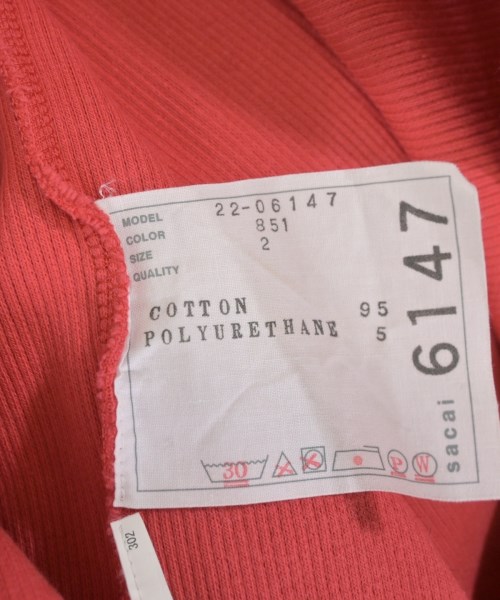 MODEL 22-06147
COLOR 851
SIZE 2
QUALITY
COTTON 95
POLYURETHANE 5
6147
sacai
30
P
W
302